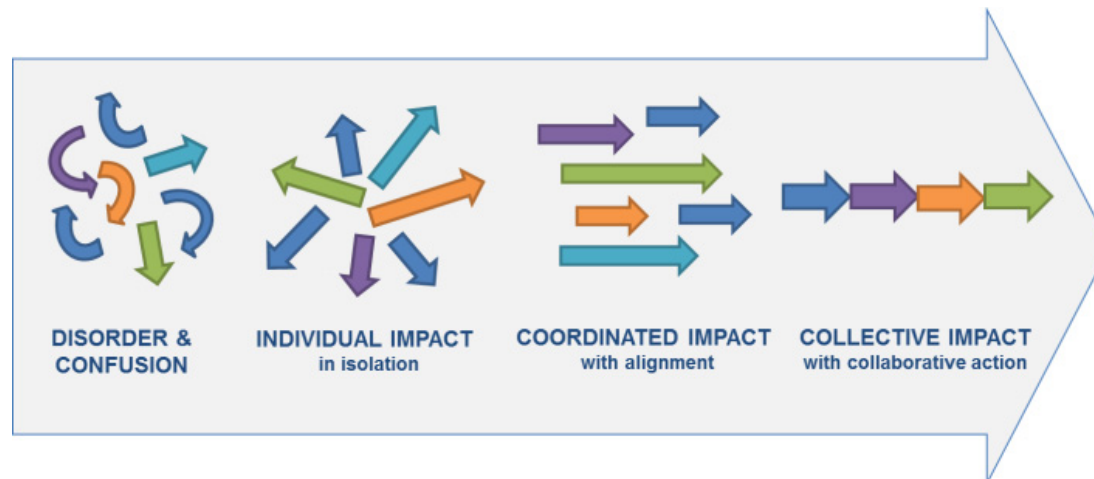 DISORDER &
CONFUSION
INDIVIDUAL IMPACT
in isolation
COORDINATED IMPACT
with alignment
COLLECTIVE IMPACT
with collaborative action